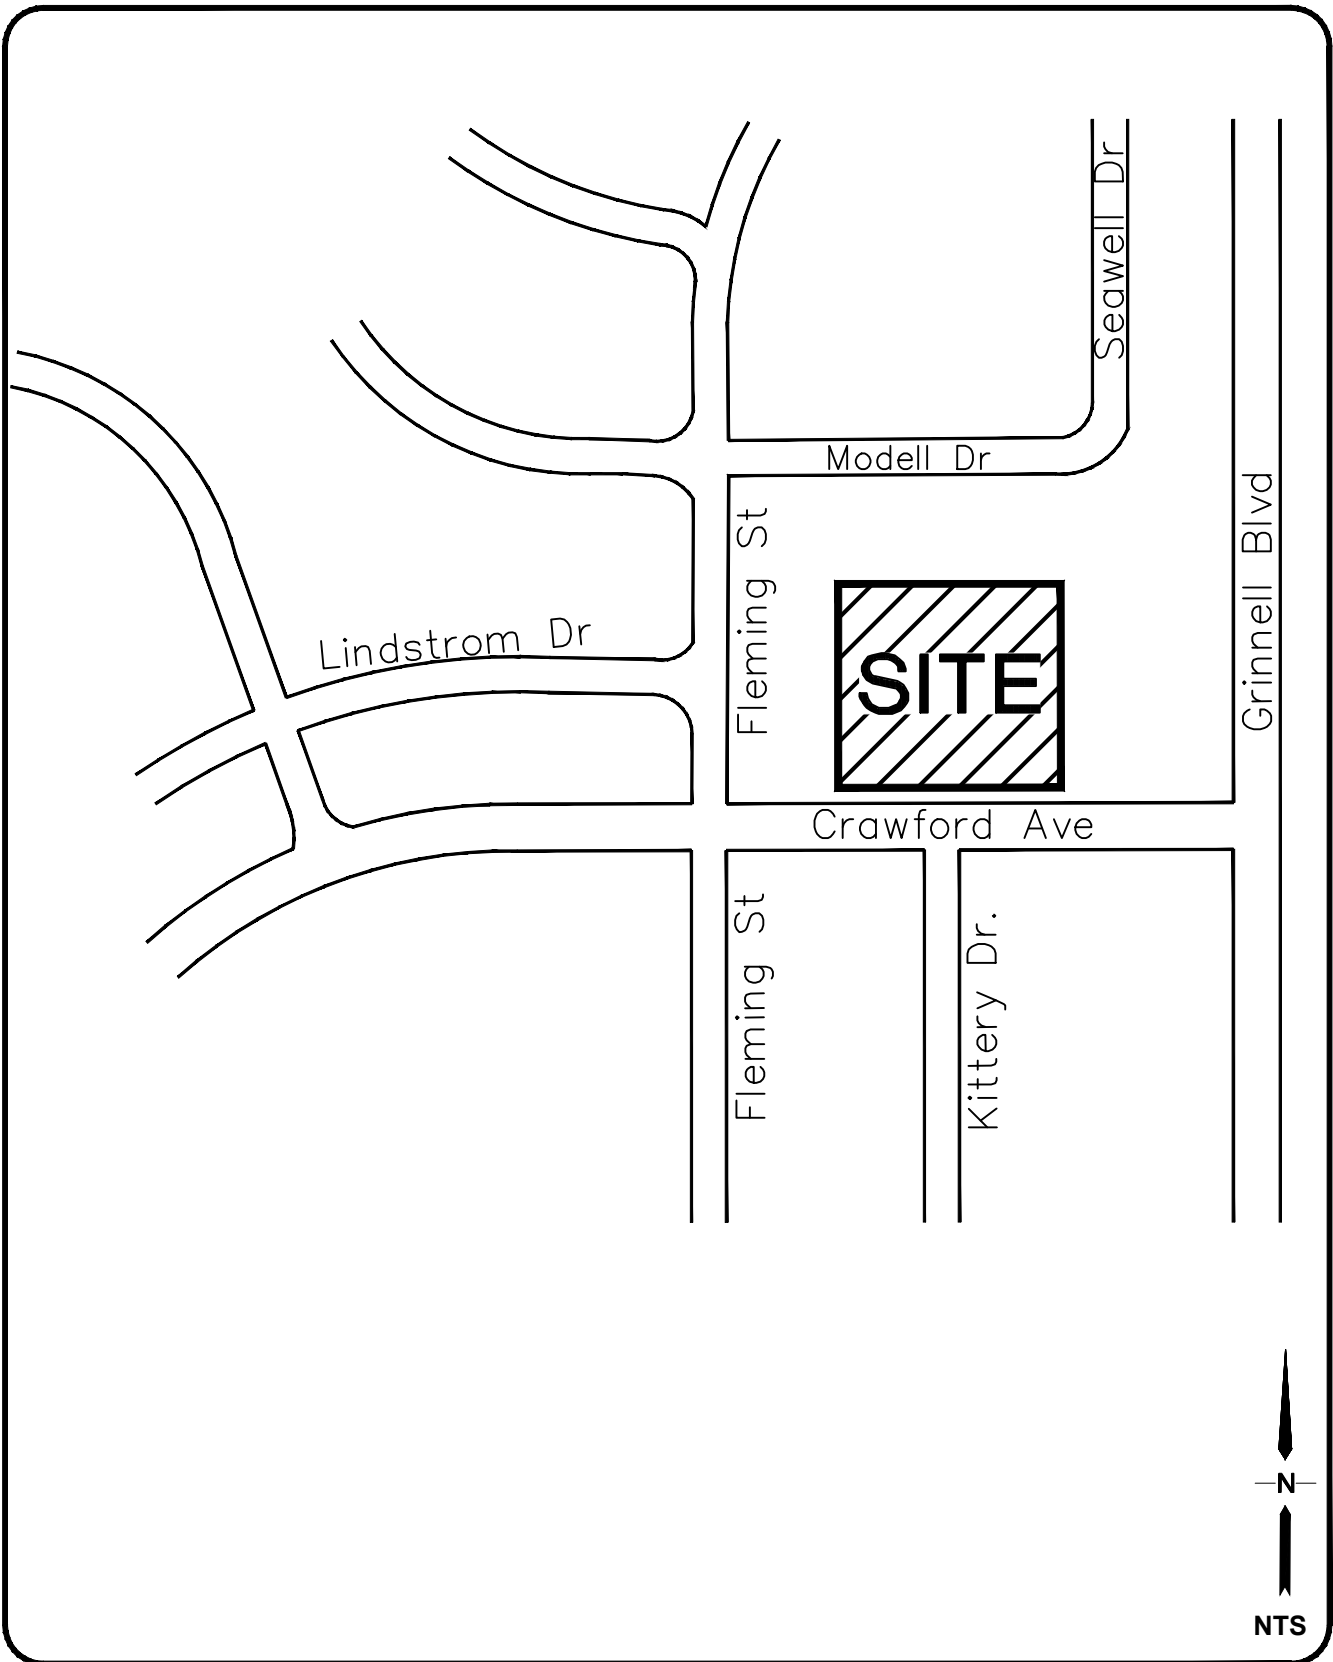 Seawell Dr
Modell Dr
Fleming St
Grinnell Blvd
Lindstrom Dr
SITE
Crawford Ave
Fleming St
Kittery Dr.
N
NTS